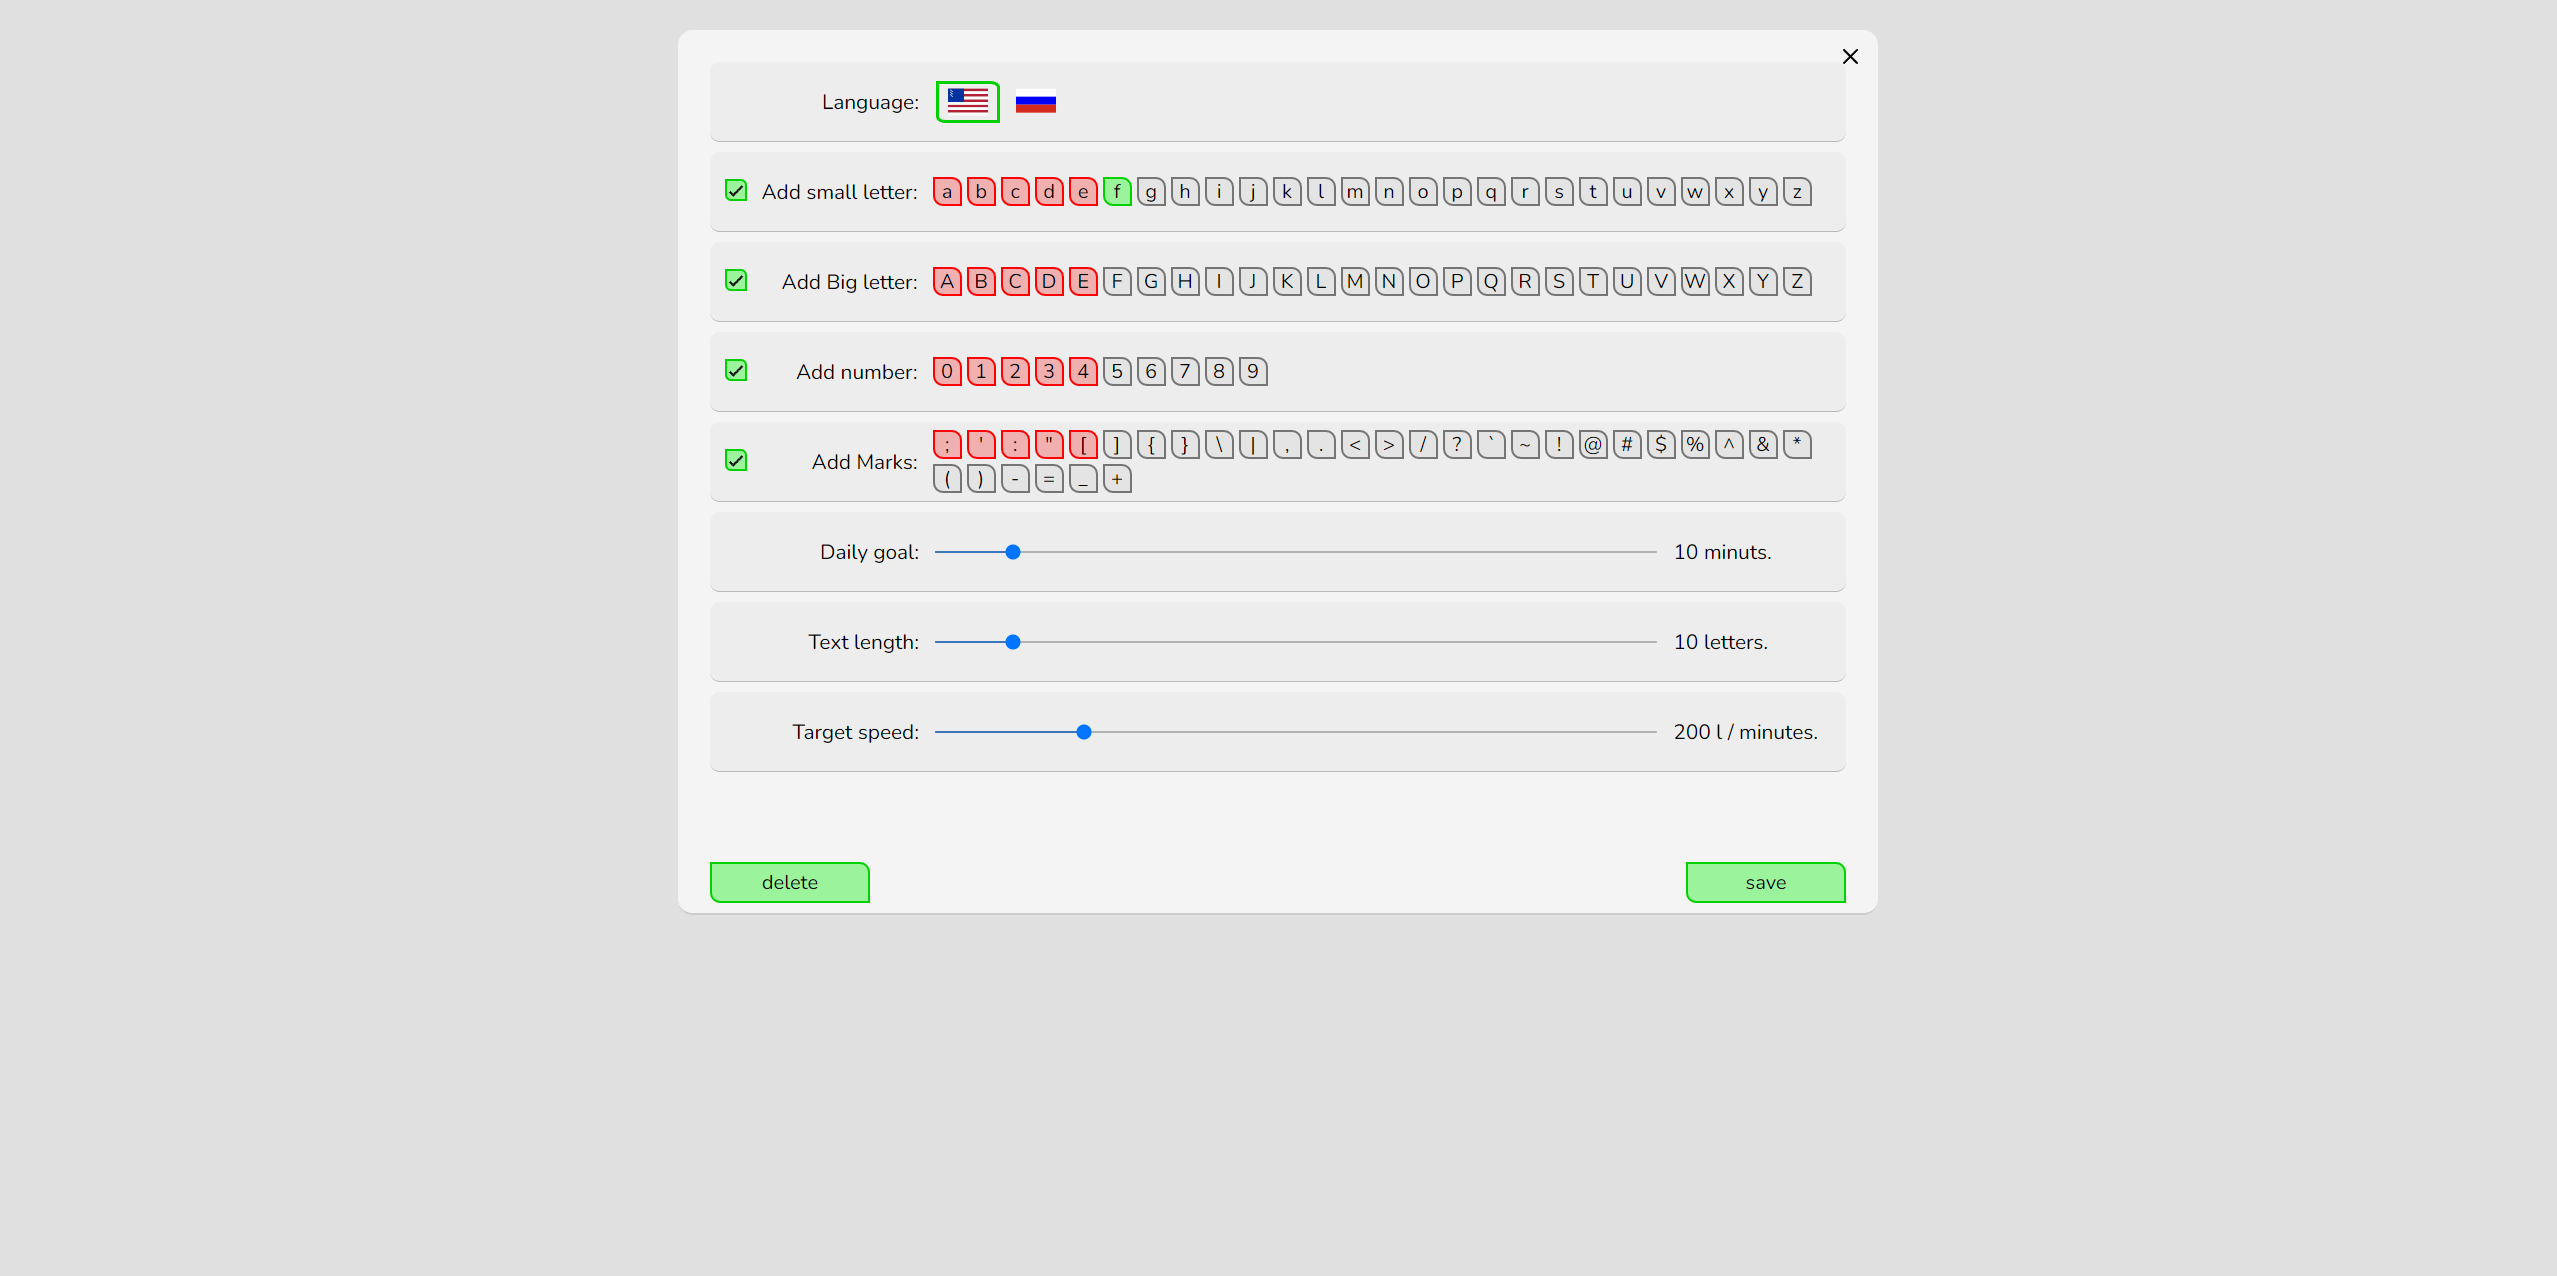 Language:
Add small letter: a b c d e f g h i j k l m n o p q r s t u v w x y z
Add Big letter: A B C D E F G H I J K L M N O P Q R S T U V W X Y Z
Add number: 0 1 2 3 4 5 6 7 8 9
Add Marks: ; ' : " [ ] { } \ | , . < > / ? ` ~ ! @ # $ % ^ & *
( ) - = _ +
Daily goal: 10 minuts.
Text length: 10 letters.
Target speed: 200 l / minutes.
delete save